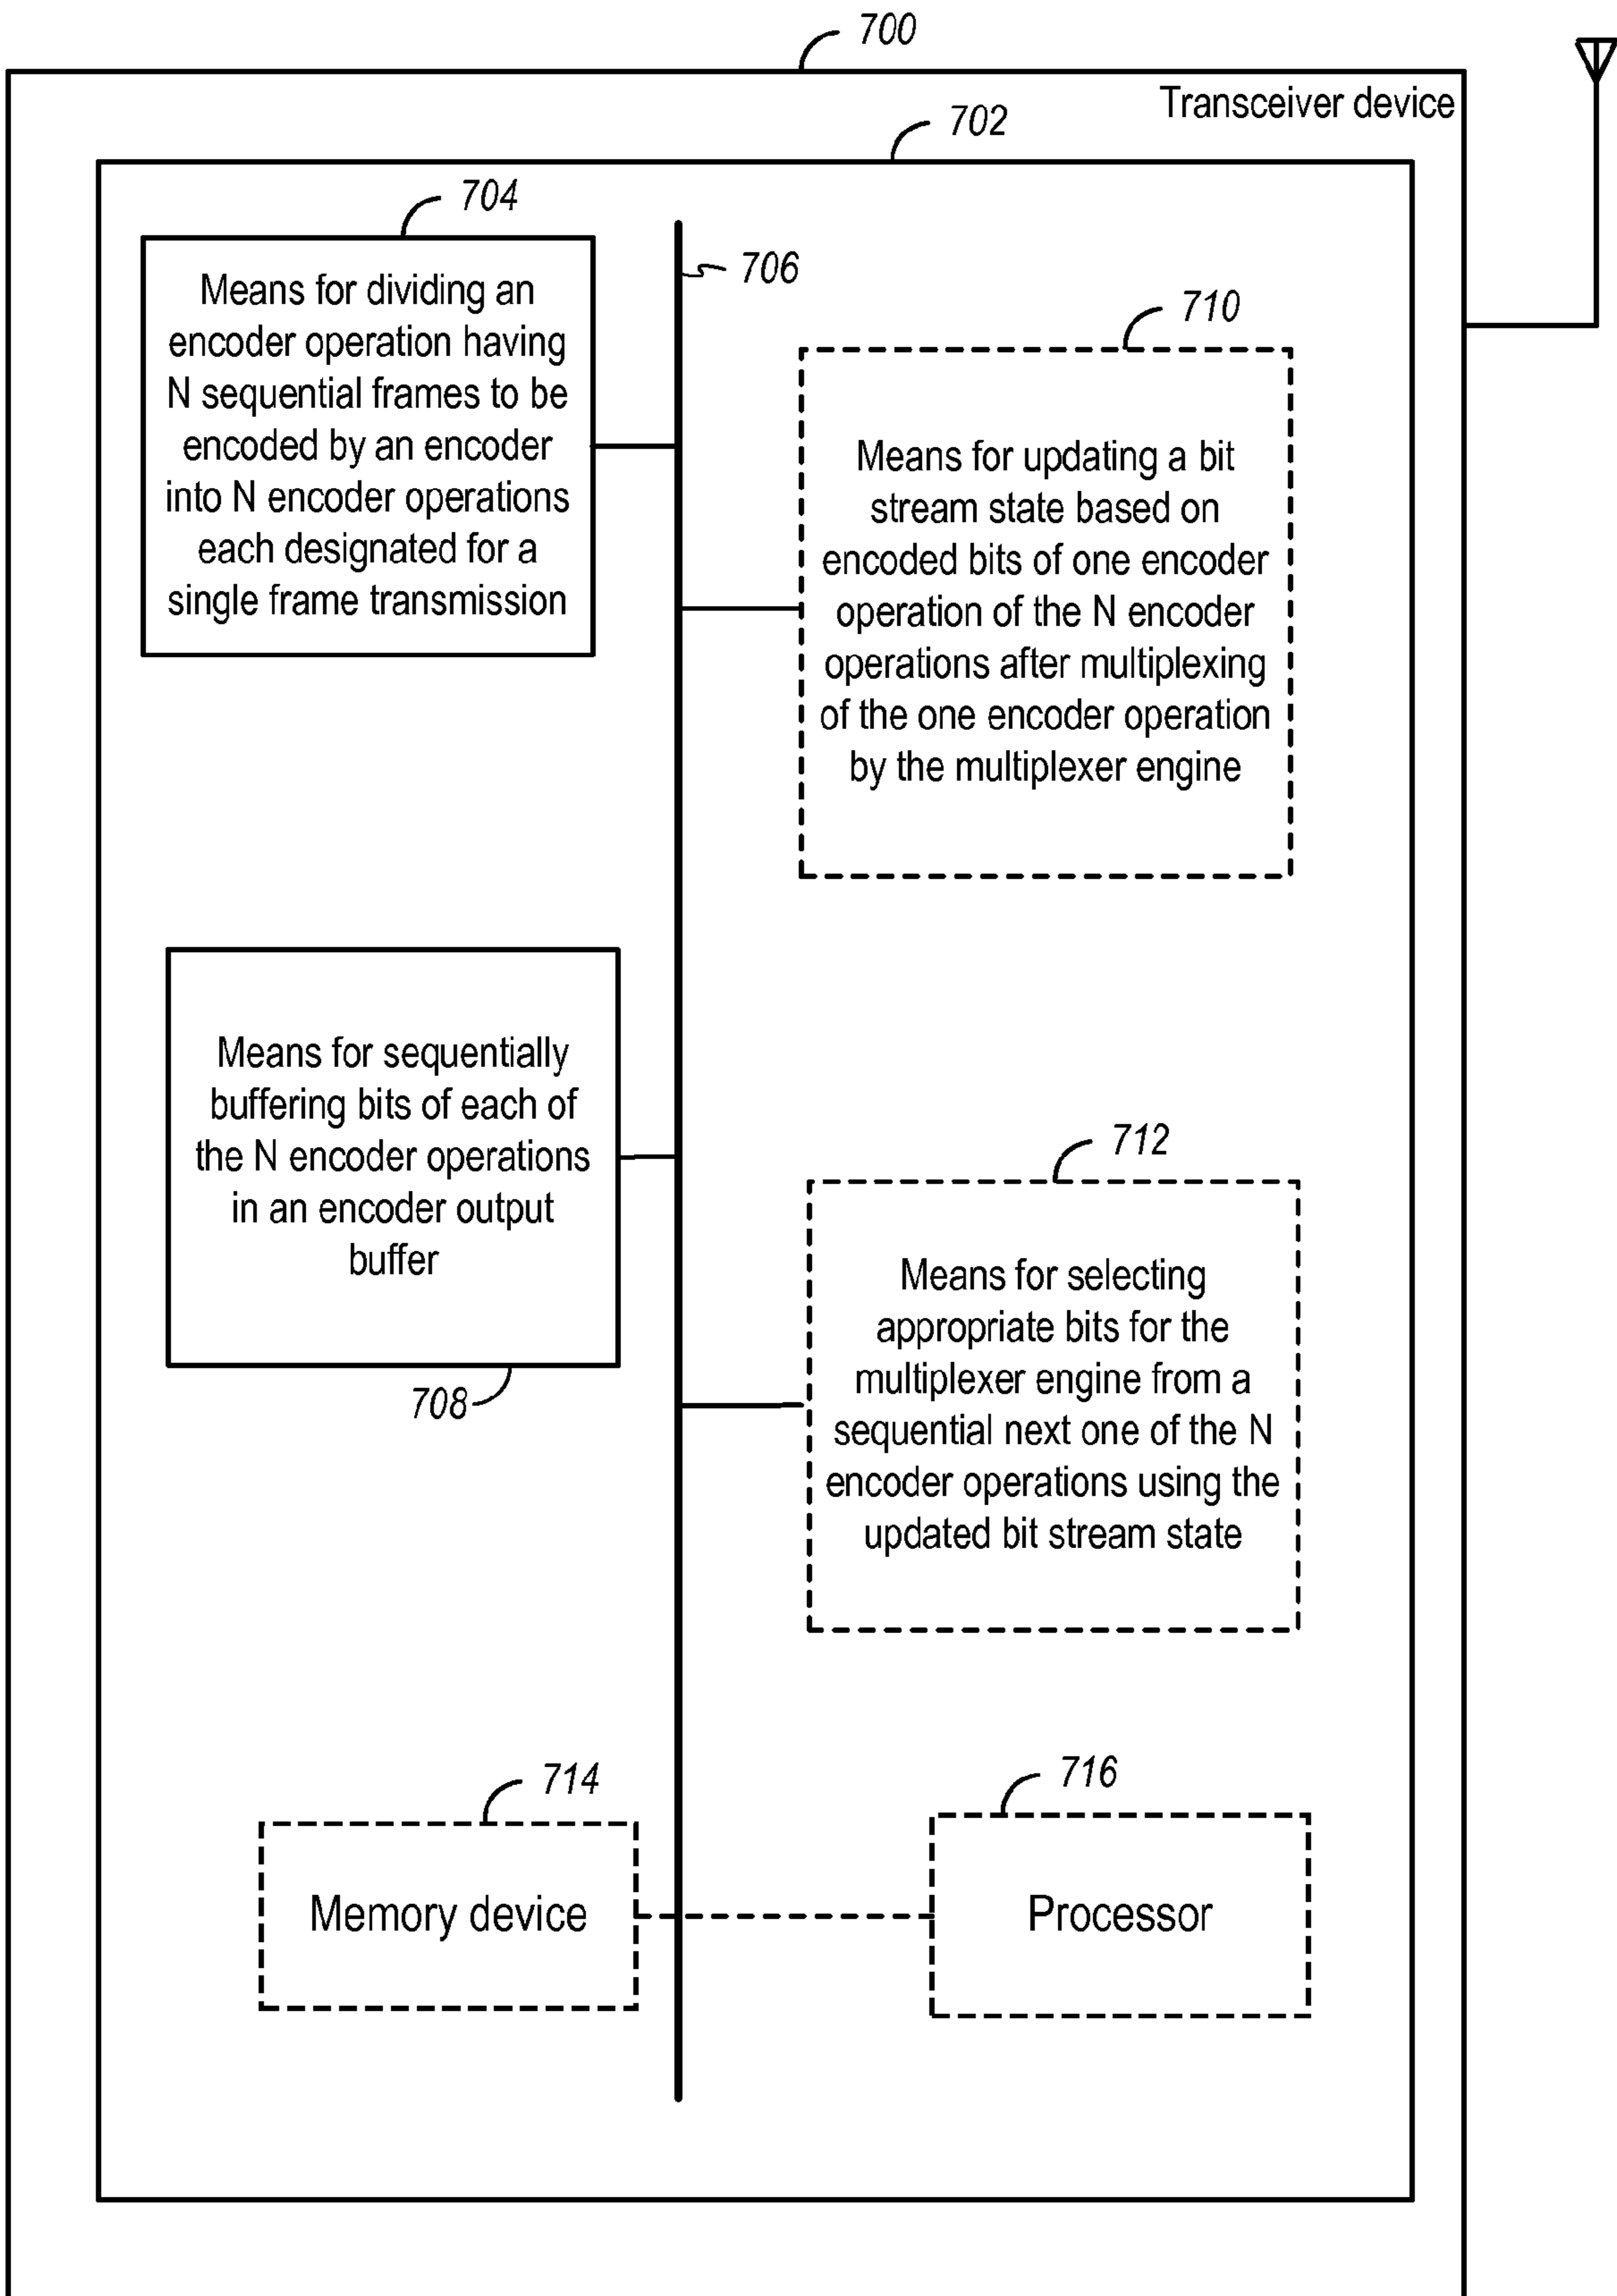 700
Transceiver device
702
704
Means for dividing an
encoder operation having
N sequential frames to be
encoded by an encoder
into N encoder operations
each designated for a
single frame transmission
706
710
Means for updating a bit
stream state based on
encoded bits of one encoder
operation of the N encoder
operations after multiplexing
of the one encoder operation
by the multiplexer engine
Means for sequentially
buffering bits of each of
the N encoder operations
in an encoder output
buffer
708
712
Means for selecting
appropriate bits for the
multiplexer engine from a
sequential next one of the N
encoder operations using the
updated bit stream state
714
Memory device
716
Processor